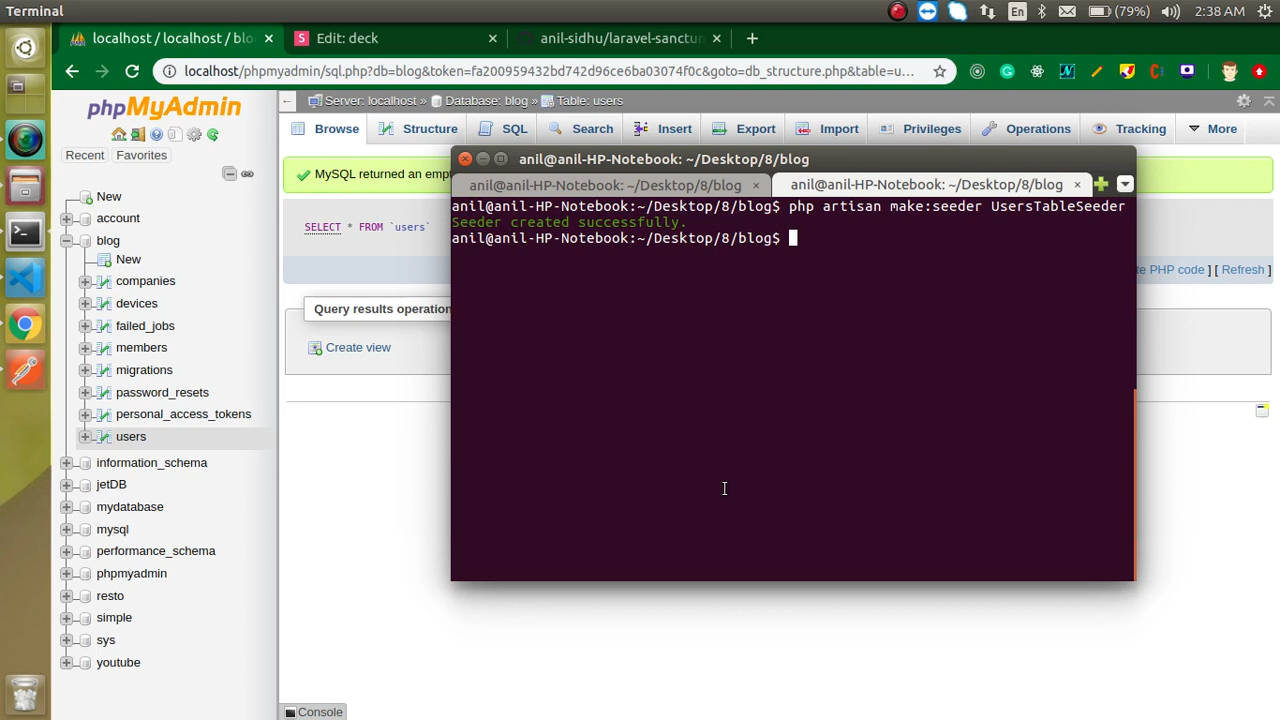 Terminal
En
(79%)
2:38 AM
localhost / localhost / blo
Edit: deck
anil-sidhu/laravel-sanctum
localhost/phpmyadmin/sql.php?db=blog&token=fa200959432bd742d96ce6ba03074f0c&goto=db_structure.php&table=u...
phpMyAdmin
Recent
Favorites
New
account
blog
New
companies
devices
failed_jobs
members
migrations
password_resets
personal_access_tokens
users
information_schema
jetDB
mydatabase
mysql
performance_schema
phpmyadmin
resto
simple
sys
youtube
Server: localhost » Database: blog » Table: users
Browse
Structure
SQL
Search
Insert
Export
Import
Privileges
Operations
Tracking
More
MySQL returned an empt
SELECT * FROM `users`
te PHP code ] [ Refresh ]
Query results operation
Create view
Console
anil@anil-HP-Notebook: ~/Desktop/8/blog
anil@anil-HP-Notebook: ~/Desktop/8/blog
anil@anil-HP-Notebook: ~/Desktop/8/blog
anil@anil-HP-Notebook:~/Desktop/8/blog$ php artisan make:seeder UsersTableSeeder
Seeder created successfully.
anil@anil-HP-Notebook:~/Desktop/8/blog$